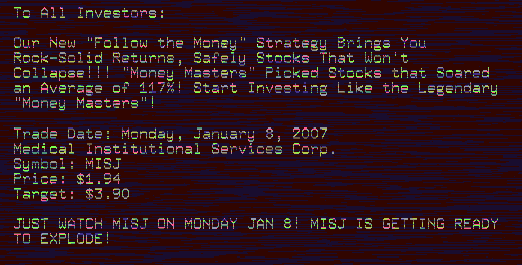 To All Investors:
Our New "Follow the Money" Strategy Brings You
Rock-Solid Returns, Safely Stocks That Won't
Collapse!!! "Money Masters" Picked Stocks that Soared
an Average of 117%! Start Investing Like the Legendary
"Money Masters"!
Trade Date: Monday, January 8, 2007
Medical Institutional Services Corp.
Symbol: MISJ
Price: $1.94
Target: $3.90
JUST WATCH MISJ ON MONDAY JAN 8! MISJ IS GETTING READY
TO EXPLODE!